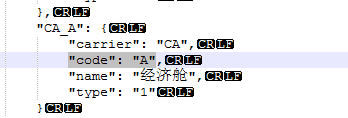 },CRLF
"CA_A": {CRLF
"carrier": "CA",CRLF
"code": "A",CRLF
"name": "经济舱",CRLF
"type": "1"CRLF
}CRLF